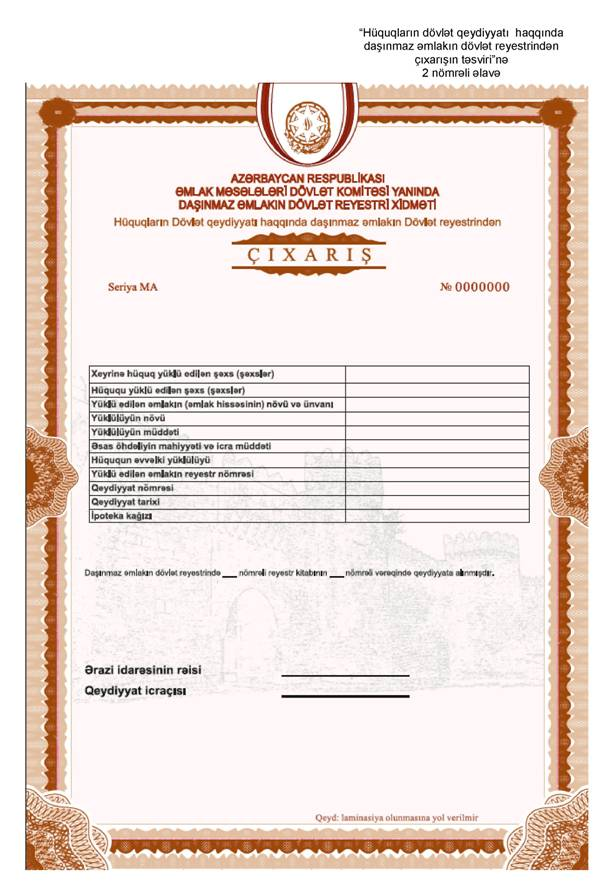 “Hüquqların dövlət qeydiyyatı haqqında
daşınmaz əmlakın dövlət reyestrindən
çıxarışın təsviri”nə
2 nömrəli əlavə
AZƏRBAYCAN RESPUBLİKASI
ƏMLAK MƏSƏLƏLƏRİ DÖVLƏT KOMİTƏSİ YANINDA
DAŞINMAZ ƏMLAKIN DÖVLƏT REYESTRİ XİDMƏTİ
Hüquqların Dövlət qeydiyyatı haqqında daşınmaz əmlakın Dövlət reyestrindən
ÇIXARIŞ
Seriya MA № 0000000
Xeyrinə hüquq yüklü edilən şəxs (şəxslər)
Hüququ yüklü edilən şəxs (şəxslər)
Yüklü edilən əmlakın (əmlak hissəsinin) növü və ünvanı
Yüklülüyün növü
Yüklülüyün müddəti
Əsas öhdəliyin mahiyyəti və icra müddəti
Hüququn əvvəlki yüklülüyü
Yüklü edilən əmlakın reyestr nömrəsi
Qeydiyyat nömrəsi
Qeydiyyat tarixi
İpoteka kağızı
Daşınmaz əmlakın dövlət reyestrində ___ nömrəli reyestr kitabının ___ nömrəli vərəqində qeydiyyata alınmışdır.
Ərazi idarəsinin rəisi
Qeydiyyat icraçısı
Qeyd: laminasiya olunmasına yol verilmir